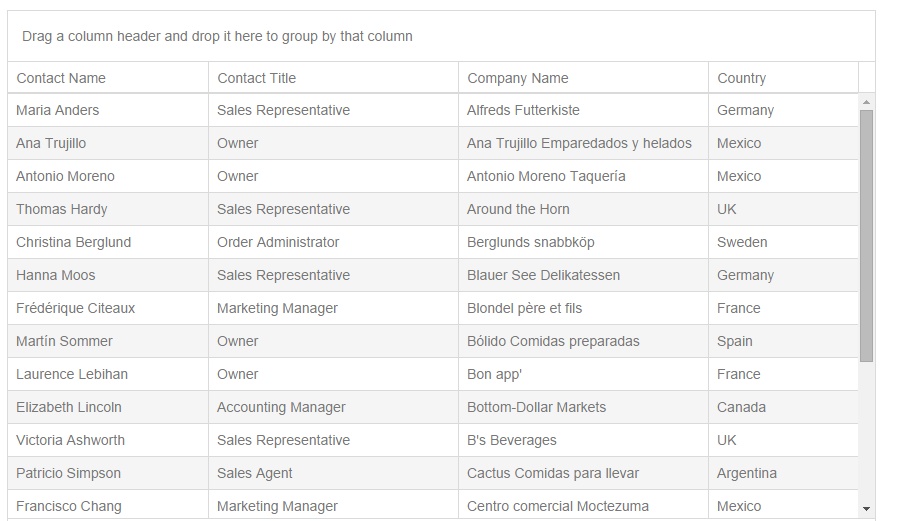 Drag a column header and drop it here to group by that column
Contact Name Contact Title Company Name Country
Maria Anders Sales Representative Alfreds Futterkiste Germany
Ana Trujillo Owner Ana Trujillo Emparedados y helados Mexico
Antonio Moreno Owner Antonio Moreno Taquería Mexico
Thomas Hardy Sales Representative Around the Horn UK
Christina Berglund Order Administrator Berglunds snabbköp Sweden
Hanna Moos Sales Representative Blauer See Delikatessen Germany
Frédérique Citeaux Marketing Manager Blondel père et fils France
Martín Sommer Owner Bólido Comidas preparadas Spain
Laurence Lebihan Owner Bon app' France
Elizabeth Lincoln Accounting Manager Bottom-Dollar Markets Canada
Victoria Ashworth Sales Representative B's Beverages UK
Patricio Simpson Sales Agent Cactus Comidas para llevar Argentina
Francisco Chang Marketing Manager Centro comercial Moctezuma Mexico